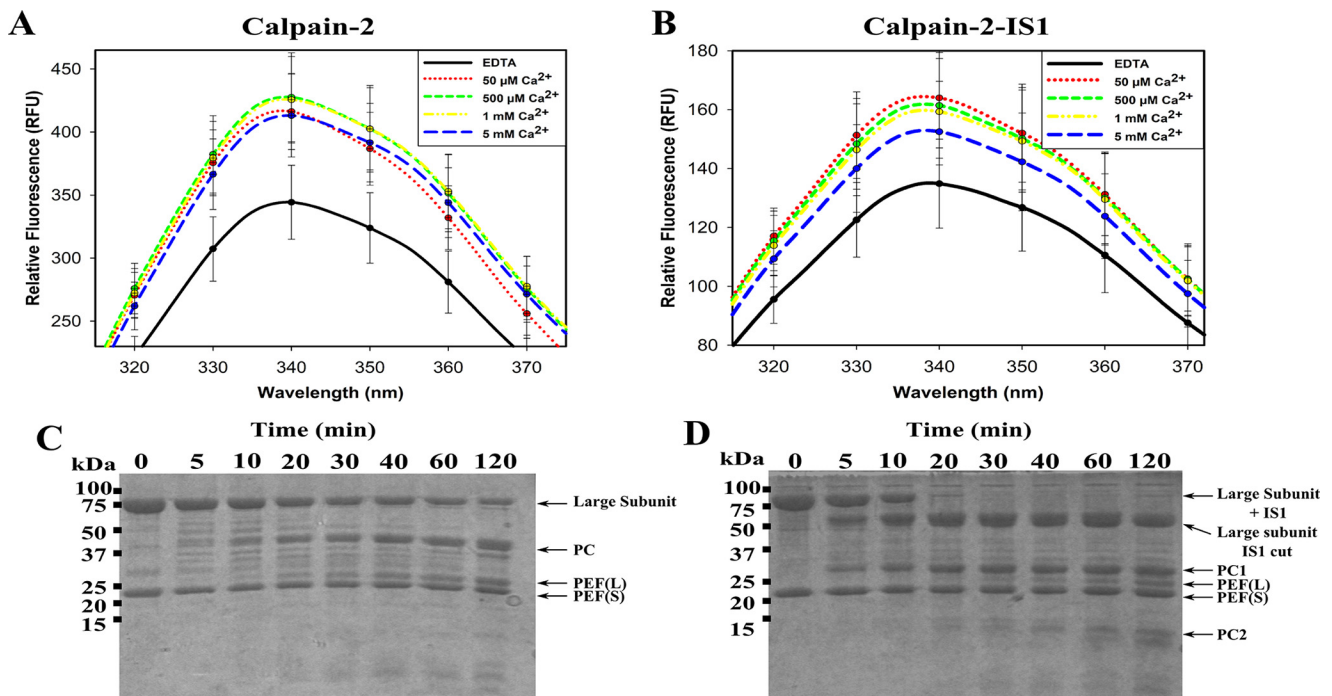 A
Calpain-2
450
400
350
300
250
Relative Fluorescence (RFU)
EDTA
50 µM Ca2+
500 µM Ca2+
1 mM Ca2+
5 mM Ca2+
320 330 340 350 360 370
Wavelength (nm)
B
Calpain-2-IS1
180
160
140
120
100
80
Relative Fluorescence (RFU)
EDTA
50 µM Ca2+
500 µM Ca2+
1 mM Ca2+
5 mM Ca2+
320 330 340 350 360 370
Wavelength (nm)
C
Time (min)
kDa 0 5 10 20 30 40 60 120
100
75
50
37
25
20
15
Large Subunit
PC
PEF(L)
PEF(S)
D
Time (min)
kDa 0 5 10 20 30 40 60 120
100
75
50
37
25
20
15
Large Subunit
+ IS1
Large subunit
IS1 cut
PC1
PEF(L)
PEF(S)
PC2